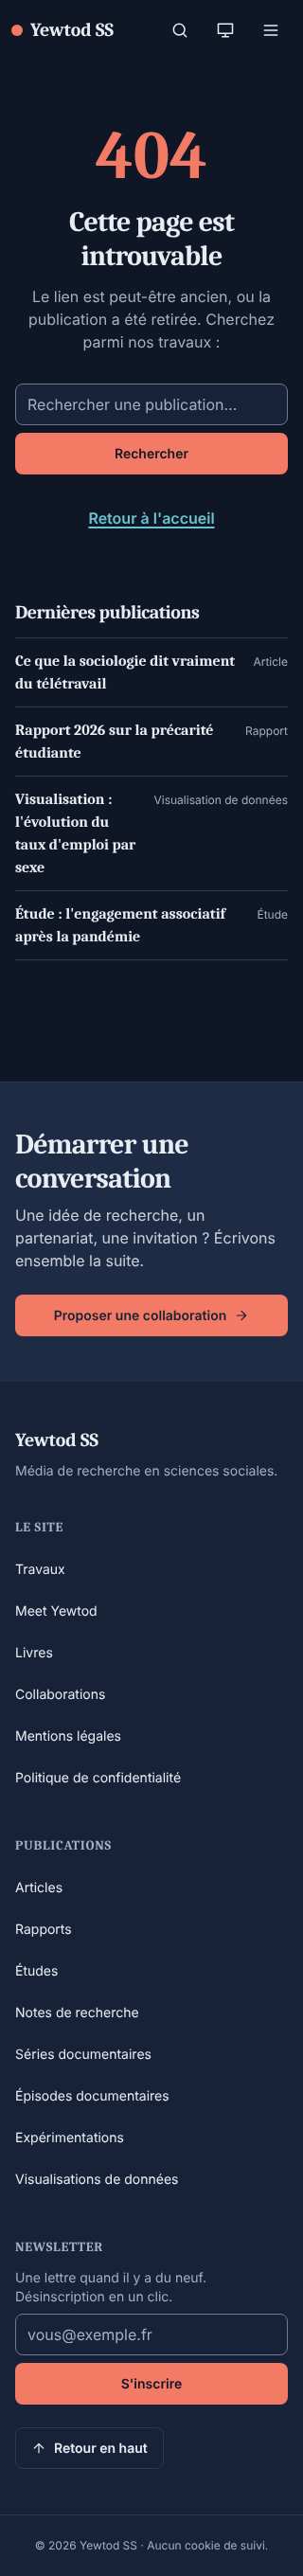 Yewtod SS
404
Cette page est
introuvable
Le lien est peut-être ancien, ou la
publication a été retirée. Cherchez
parmi nos travaux :
Rechercher une publication...
Rechercher
Retour à l'accueil
Dernières publications
Ce que la sociologie dit vraiment
du télétravail
Article
Rapport 2026 sur la précarité
étudiante
Rapport
Visualisation :
l'évolution du
taux d'emploi par
sexe
Visualisation de données
Étude : l'engagement associatif
après la pandémie
Étude
Démarrer une
conversation
Une idée de recherche, un
partenariat, une invitation ? Écrivons
ensemble la suite.
Proposer une collaboration →
Yewtod SS
Média de recherche en sciences sociales.
LE SITE
Travaux
Meet Yewtod
Livres
Collaborations
Mentions légales
Politique de confidentialité
PUBLICATIONS
Articles
Rapports
Études
Notes de recherche
Séries documentaires
Épisodes documentaires
Expérimentations
Visualisations de données
NEWSLETTER
Une lettre quand il y a du neuf.
Désinscription en un clic.
vous@exemple.fr
S'inscrire
↑ Retour en haut
© 2026 Yewtod SS · Aucun cookie de suivi.